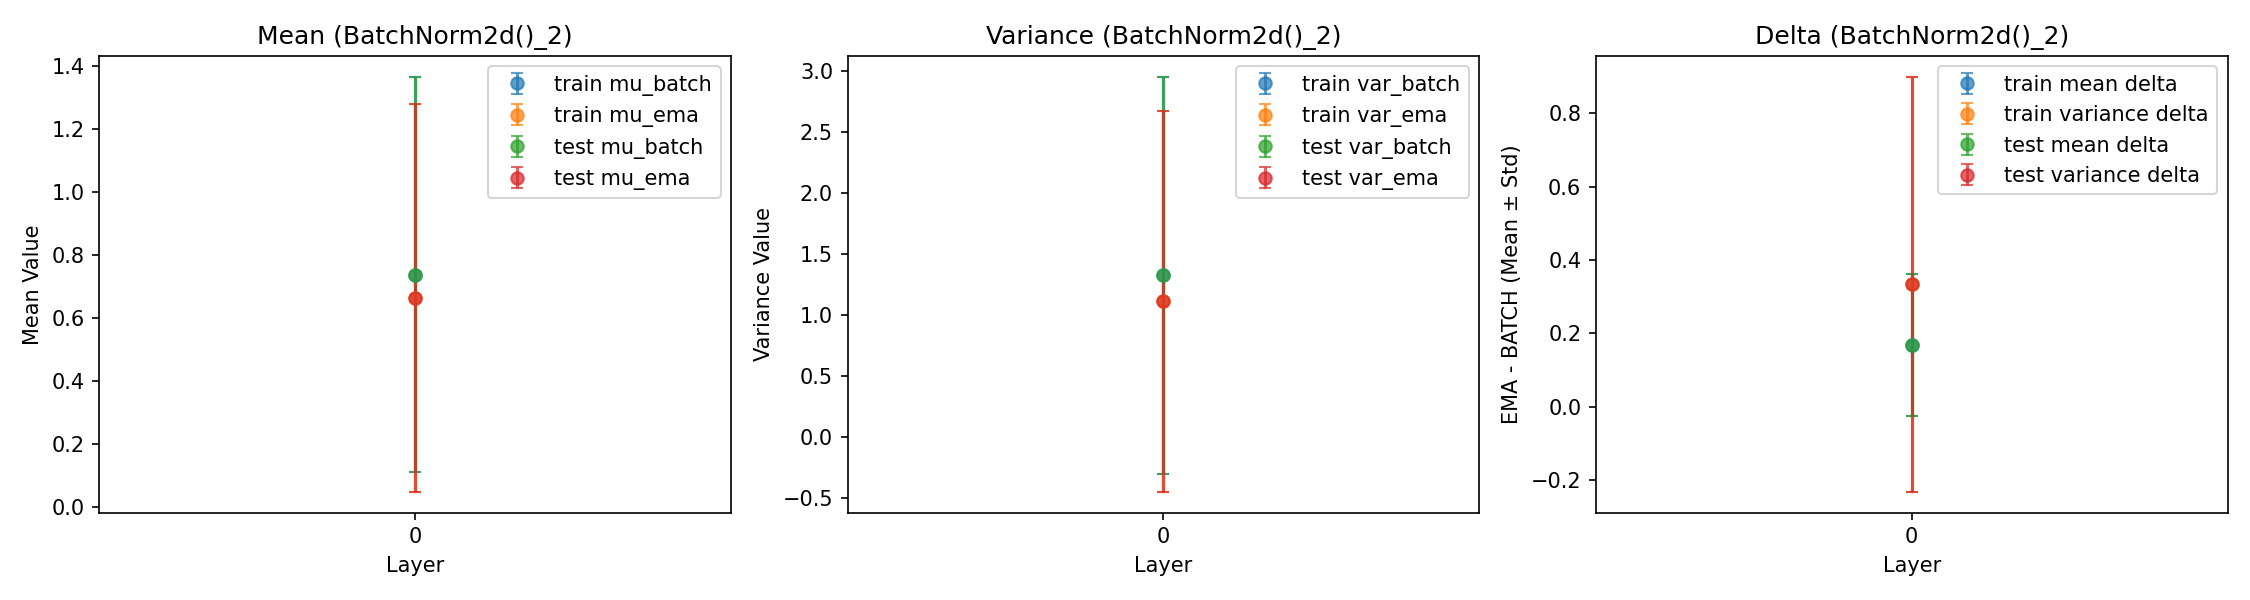 Mean (BatchNorm2d()_2)
Mean Value
1.4
1.2
1.0
0.8
0.6
0.4
0.2
0.0
train mu_batch
train mu_ema
test mu_batch
test mu_ema
0
Layer
Variance (BatchNorm2d()_2)
Variance Value
3.0
2.5
2.0
1.5
1.0
0.5
0.0
−0.5
train var_batch
train var_ema
test var_batch
test var_ema
0
Layer
Delta (BatchNorm2d()_2)
EMA - BATCH (Mean ± Std)
0.8
0.6
0.4
0.2
0.0
−0.2
train mean delta
train variance delta
test mean delta
test variance delta
0
Layer